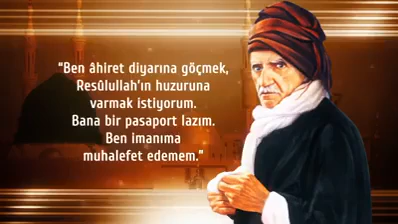 "Ben âhiret diyarına göçmek,
Resûlullah'ın huzuruna
varmak istiyorum.
Bana bir pasaport lazım.
Ben imanıma
muhalefet edemem."